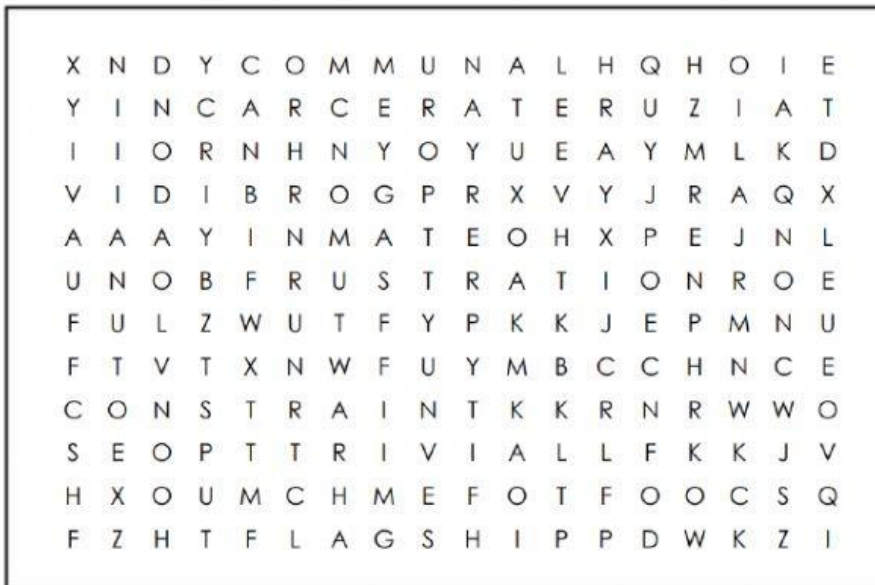 X N D Y C O M M U N A L H Q H O I E
Y I N C A R C E R A T E R U Z I A T
I I O R N H N Y O Y U E A Y M L K D
V I D I B R O G P R X V Y J R A Q X
A A A Y I N M A T E O H X P E J N L
U N O B F R U S T R A T I O N R O E
F U L Z W U T F Y P K K J E P M N U
F T V T X N W F U Y M B C C H N C E
C O N S T R A I N T K K R N R W W O
S E O P T T R I V I A L L F K K J V
H X O U M C H M E F O T F O O C S Q
F Z H T F L A G S H I P P D W K Z I